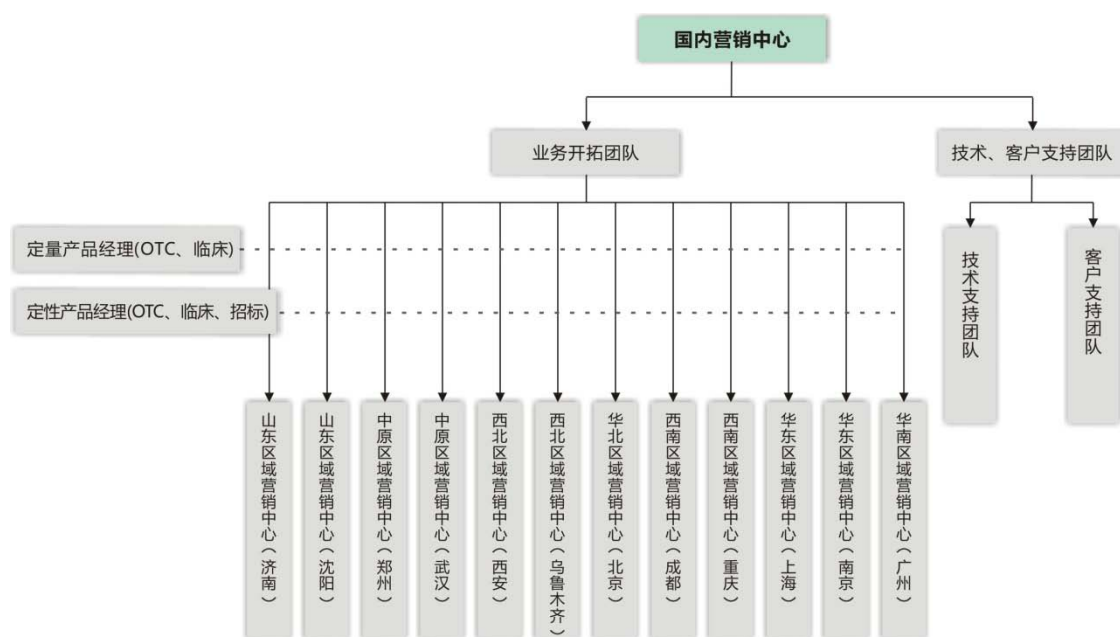 国内营销中心
业务开拓团队
技术、客户支持团队
定量产品经理(OTC、临床)
定性产品经理(OTC、临床、招标)
技术支持团队
客户支持团队
山东区域营销中心(济南)
山东区域营销中心(沈阳)
中原区域营销中心(郑州)
中原区域营销中心(武汉)
西北区域营销中心(西安)
西北区域营销中心(乌鲁木齐)
华北区域营销中心(北京)
西南区域营销中心(成都)
西南区域营销中心(重庆)
华东区域营销中心(上海)
华东区域营销中心(南京)
华南区域营销中心(广州)